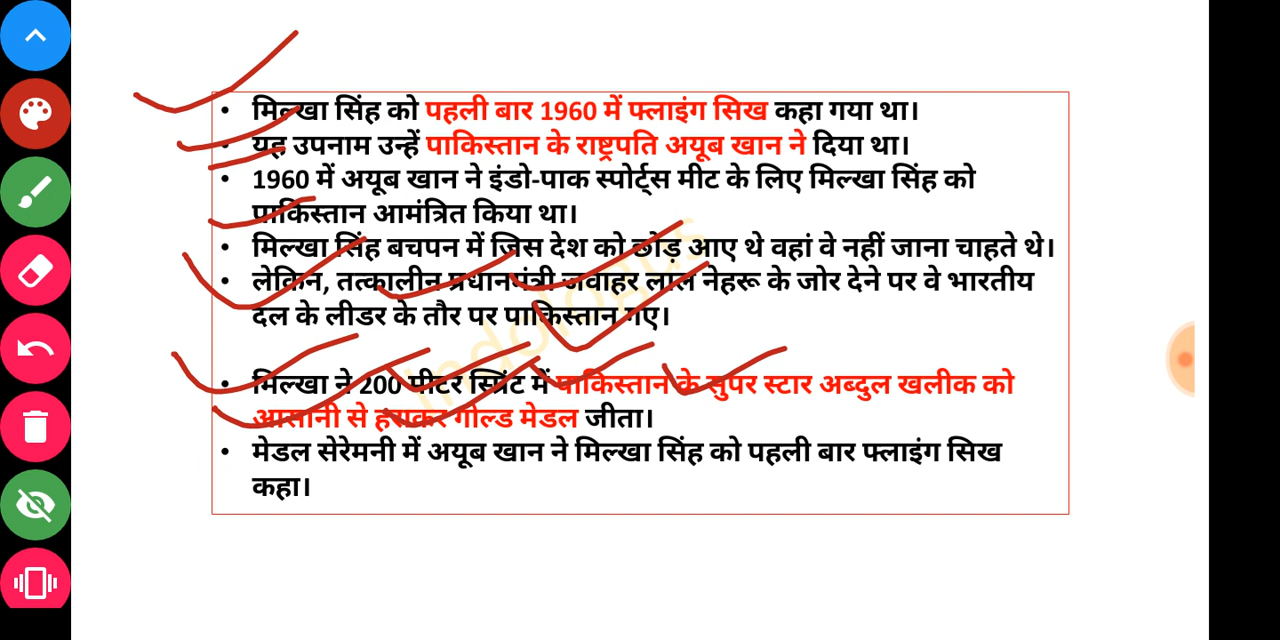 • मिल्खा सिंह को पहली बार 1960 में फ्लाइंग सिख कहा गया था।
• यह उपनाम उन्हें पाकिस्तान के राष्ट्रपति अयूब खान ने दिया था।
• 1960 में अयूब खान ने इंडो-पाक स्पोर्ट्स मीट के लिए मिल्खा सिंह को
पाकिस्तान आमंत्रित किया था।
• मिल्खा सिंह बचपन में जिस देश को छोड़ आए थे वहां वे नहीं जाना चाहते थे।
• लेकिन, तत्कालीन प्रधानमंत्री जवाहर लाल नेहरू के जोर देने पर वे भारतीय
दल के लीडर के तौर पर पाकिस्तान गए।
• मिल्खा ने 200 मीटर स्प्रिंट में पाकिस्तान के सुपर स्टार अब्दुल खलीक को
आसानी से हराकर गोल्ड मेडल जीता।
• मेडल सेरेमनी में अयूब खान ने मिल्खा सिंह को पहली बार फ्लाइंग सिख
कहा।